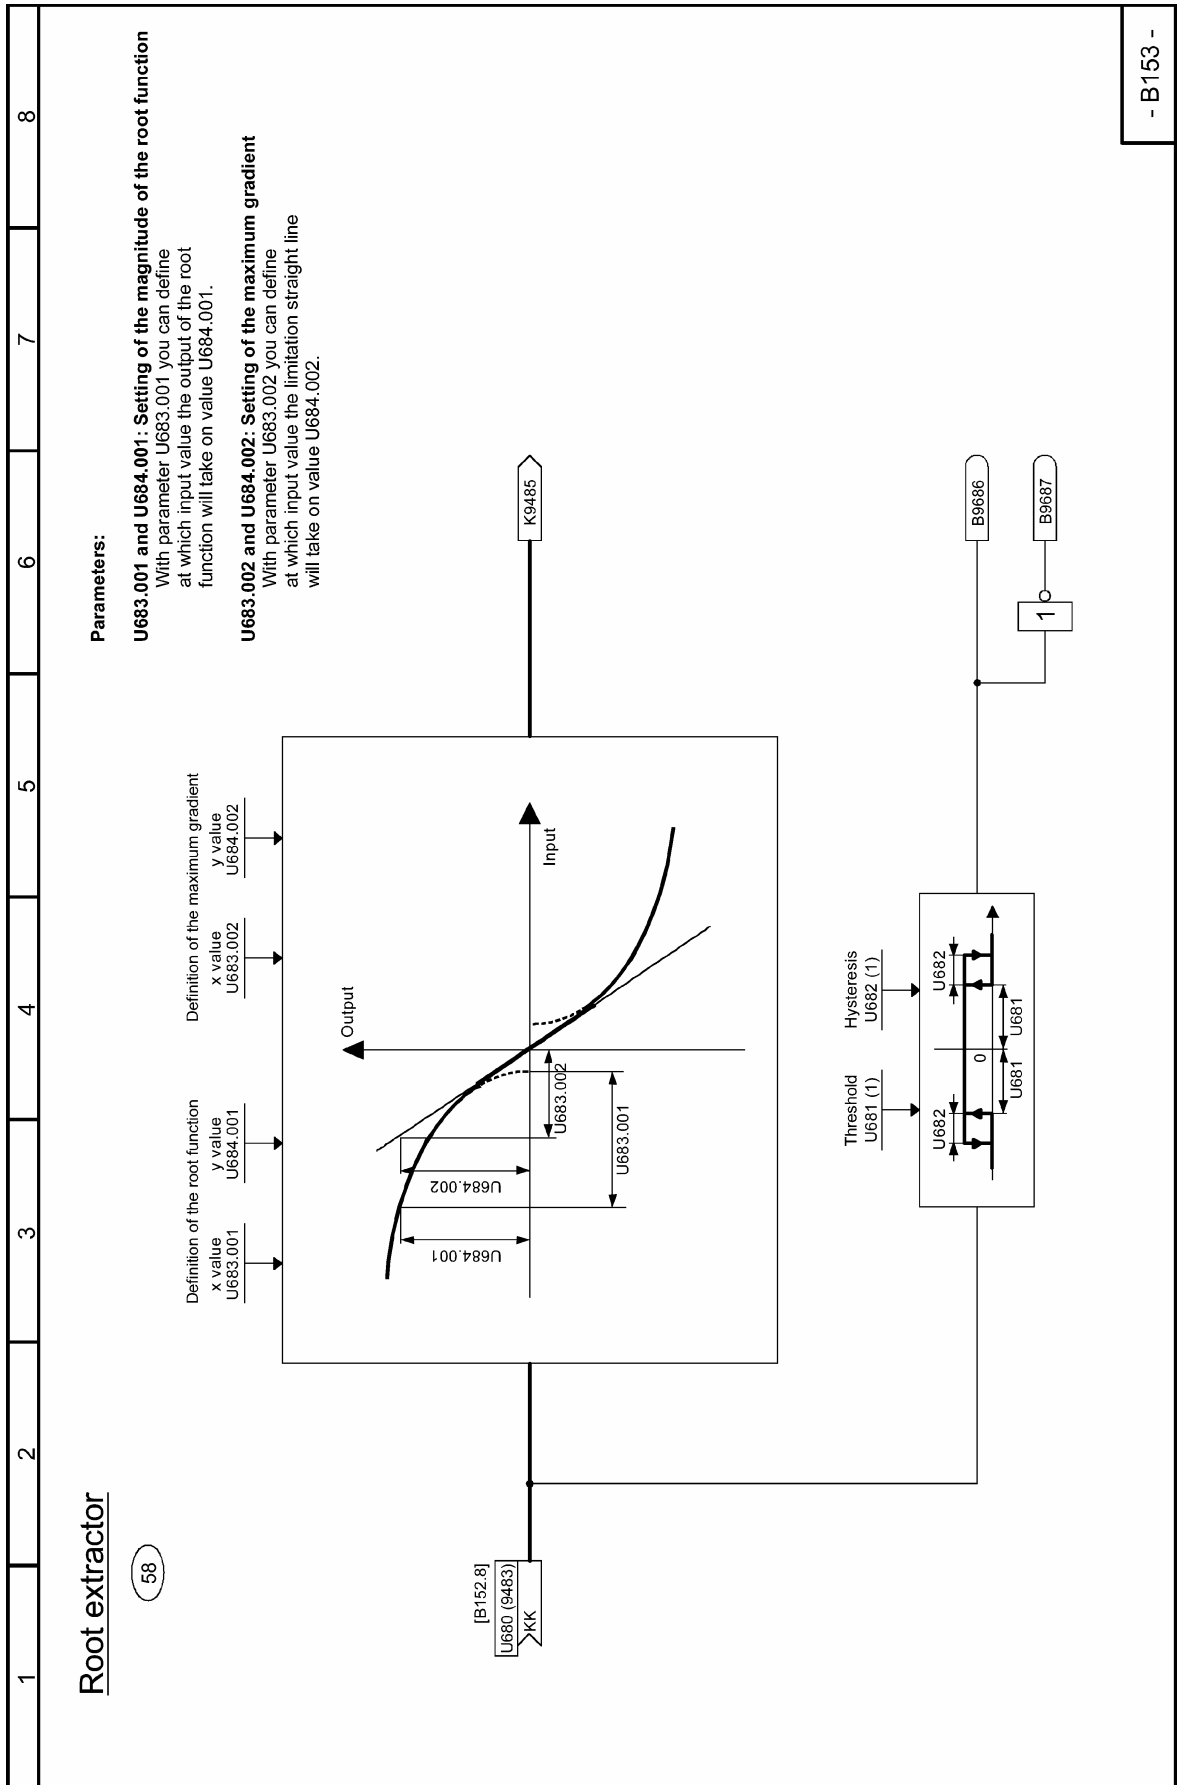 1
2
3
4
5
6
7
8
Root extractor
58
Parameters:
U683.001 and U684.001: Setting of the magnitude of the root function
With parameter U683.001 you can define
at which input value the output of the root
function will take on value U684.001.
U683.002 and U684.002: Setting of the maximum gradient
With parameter U683.002 you can define
at which input value the limitation straight line
will take on value U684.002.
Definition of the root function
x value
U683.001
y value
U684.001
Definition of the maximum gradient
x value
U683.002
y value
U684.002
Output
Input
U684.001
U684.002
U683.002
U683.001
[B152.8]
U680 (9483)
KK
K9485
Threshold
U681 (1)
Hysteresis
U682 (1)
U682
U682
0
U681
U681
B9686
1
B9687
- B153 -